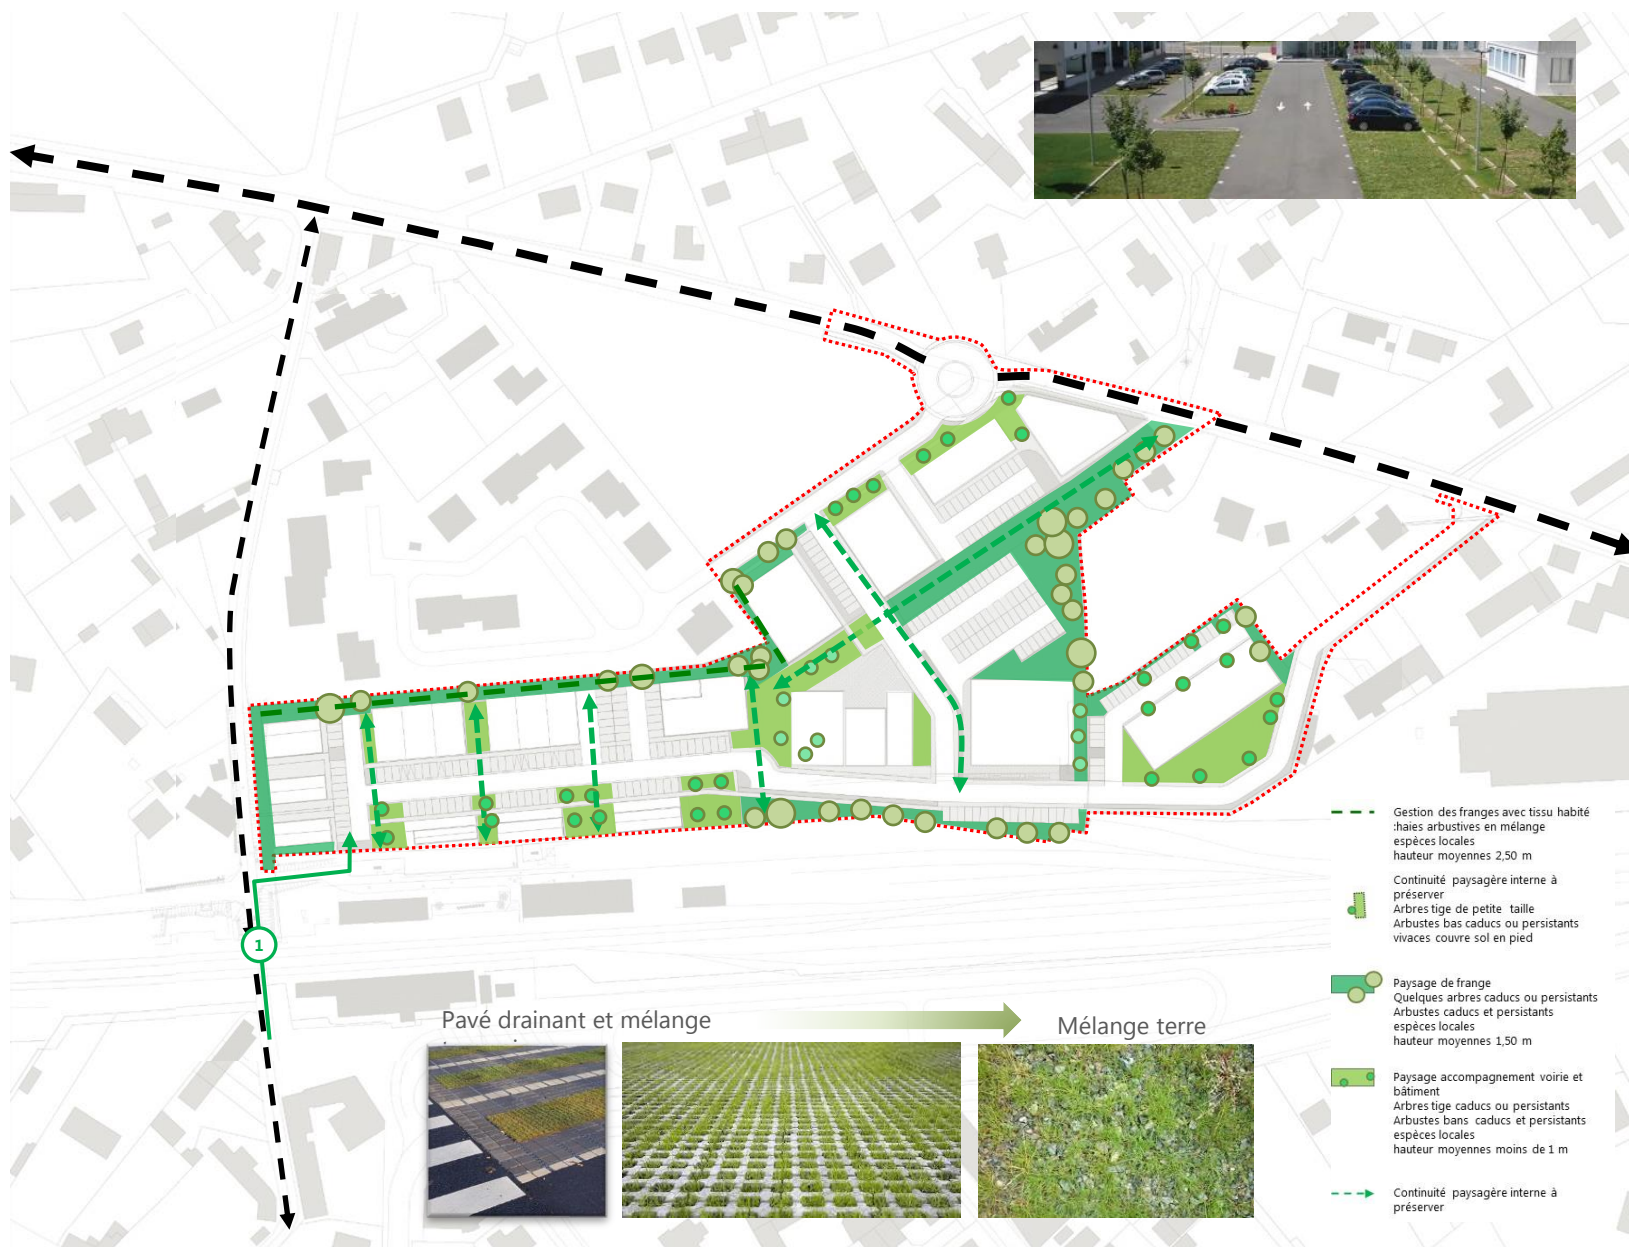 Gestion des franges avec tissu habité
:haies arbustives en mélange
espèces locales
hauteur moyennes 2,50 m
Continuité paysagère interne à
préserver
Arbres tige de petite taille
Arbustes bas caducs ou persistants
vivaces couvre sol en pied
1
Paysage de frange
Quelques arbres caducs ou persistants
Arbustes caducs et persistants
espèces locales
hauteur moyennes 1,50 m
Pavé drainant et mélange
Mélange terre
Paysage accompagnement voirie et
bâtiment
Arbres tige caducs ou persistants
Arbustes bans caducs et persistants
espèces locales
hauteur moyennes moins de 1 m
Continuité paysagère interne à
préserver